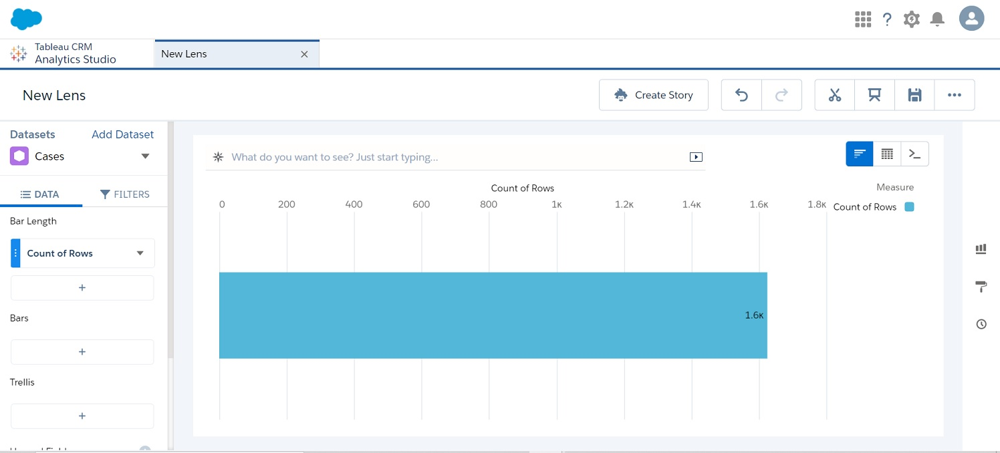 Tableau CRM
Analytics Studio
New Lens
New Lens
Create Story
Datasets
Add Dataset
Cases
DATA
FILTERS
Bar Length
Count of Rows
Bars
Trellis
What do you want to see? Just start typing...
Count of Rows
0 200 400 600 800 1K 1.2K 1.4K 1.6K 1.8K
1.6K
Measure
Count of Rows